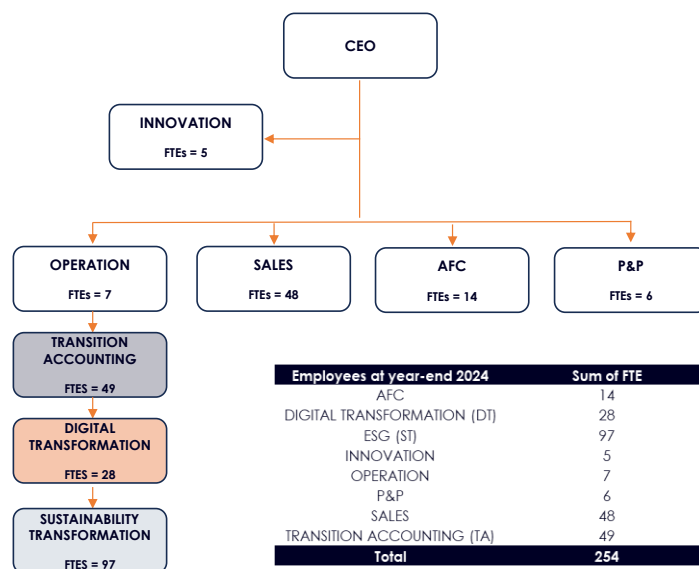 CEO
INNOVATION
FTEs = 5
OPERATION
FTEs = 7
SALES
FTEs = 48
AFC
FTEs = 14
P&P
FTEs = 6
TRANSITION
ACCOUNTING
FTES = 49
DIGITAL
TRANSFORMATION
FTES = 28
SUSTAINABILITY
TRANSFORMATION
FTES = 97
Employees at year-end 2024 Sum of FTE
AFC 14
DIGITAL TRANSFORMATION (DT) 28
ESG (ST) 97
INNOVATION 5
OPERATION 7
P&P 6
SALES 48
TRANSITION ACCOUNTING (TA) 49
Total 254